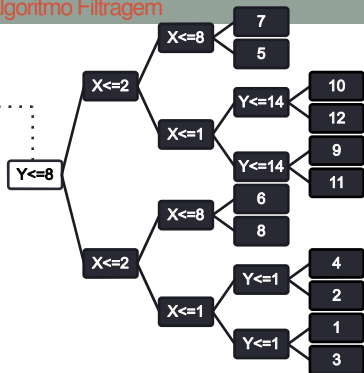 lgoritmo Filtragem
X<=8
7
5
X<=2
Y<=14
10
12
X<=1
Y<=14
9
11
Y<=8
X<=8
6
8
X<=2
Y<=1
4
2
X<=1
Y<=1
1
3